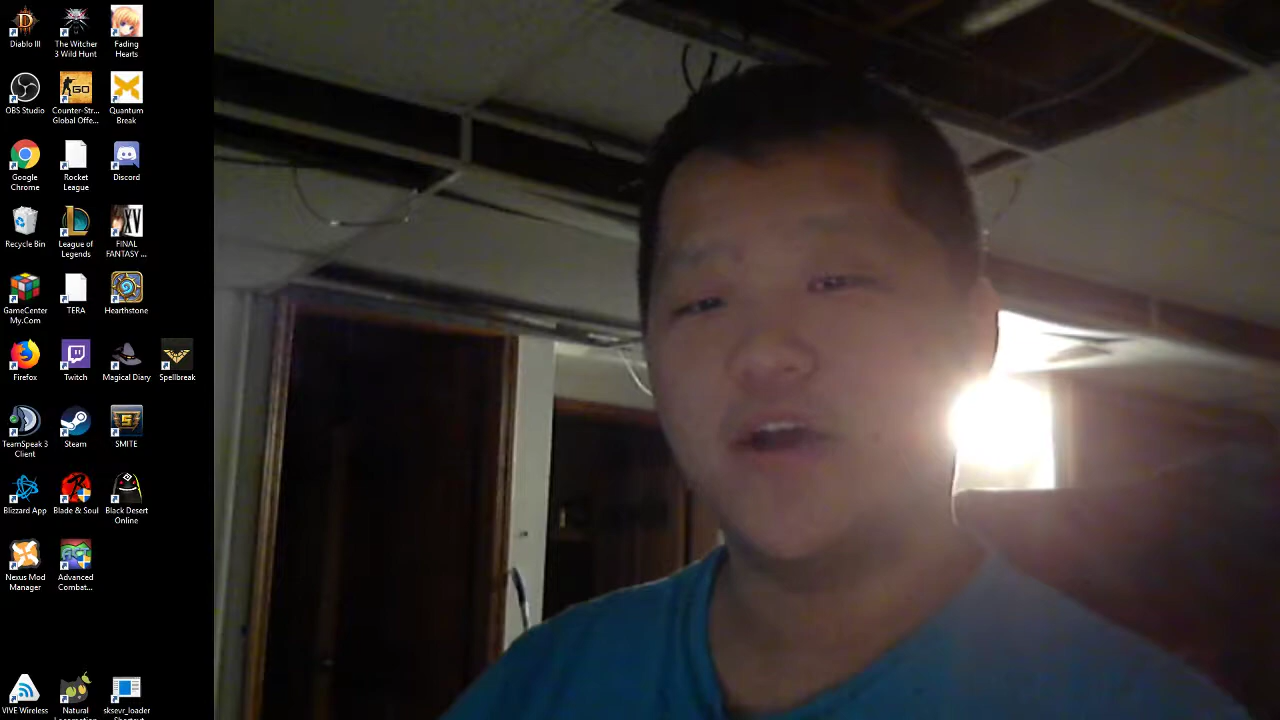 Diablo III
The Witcher
3 Wild Hunt
Fading
Hearts
OBS Studio
Counter-Str...
Global Offe...
Quantum
Break
GO
Google
Chrome
Rocket
League
Discord
Recycle Bin
League of
Legends
XV
FINAL
FANTASY ...
GameCenter
My.Com
TERA
Hearthstone
Firefox
Twitch
Magical Diary
Spellbreak
TeamSpeak 3
Client
Steam
SMITE
Blizzard App
Blade & Soul
Black Desert
Online
Nexus Mod
Manager
Advanced
Combat...
VIVE Wireless
Natural
sksevr_loader